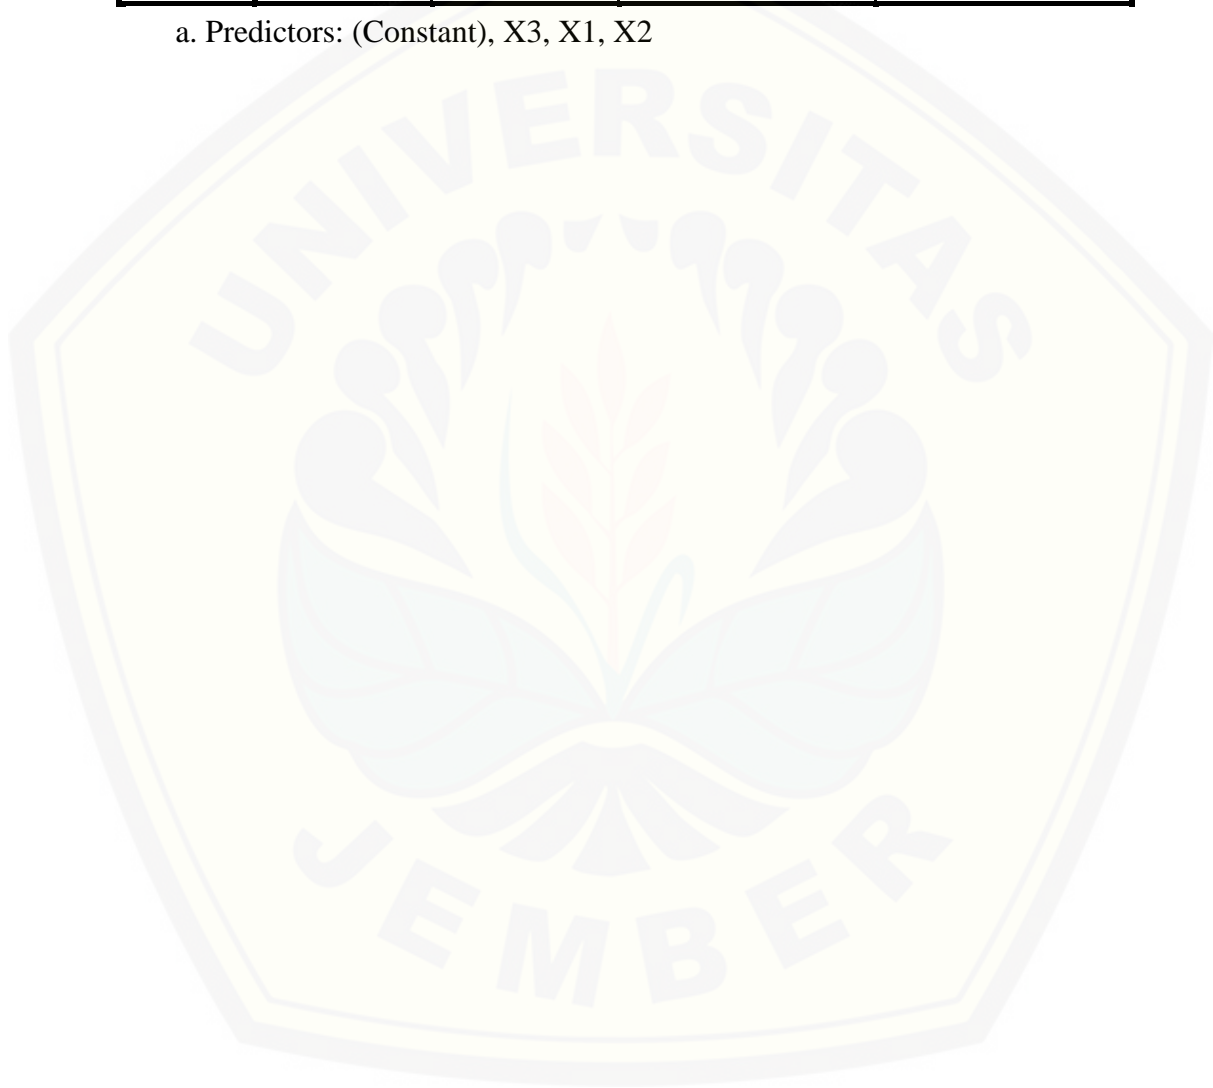 a. Predictors: (Constant), X3, X1, X2
UNIVERSITAS
JEMBER